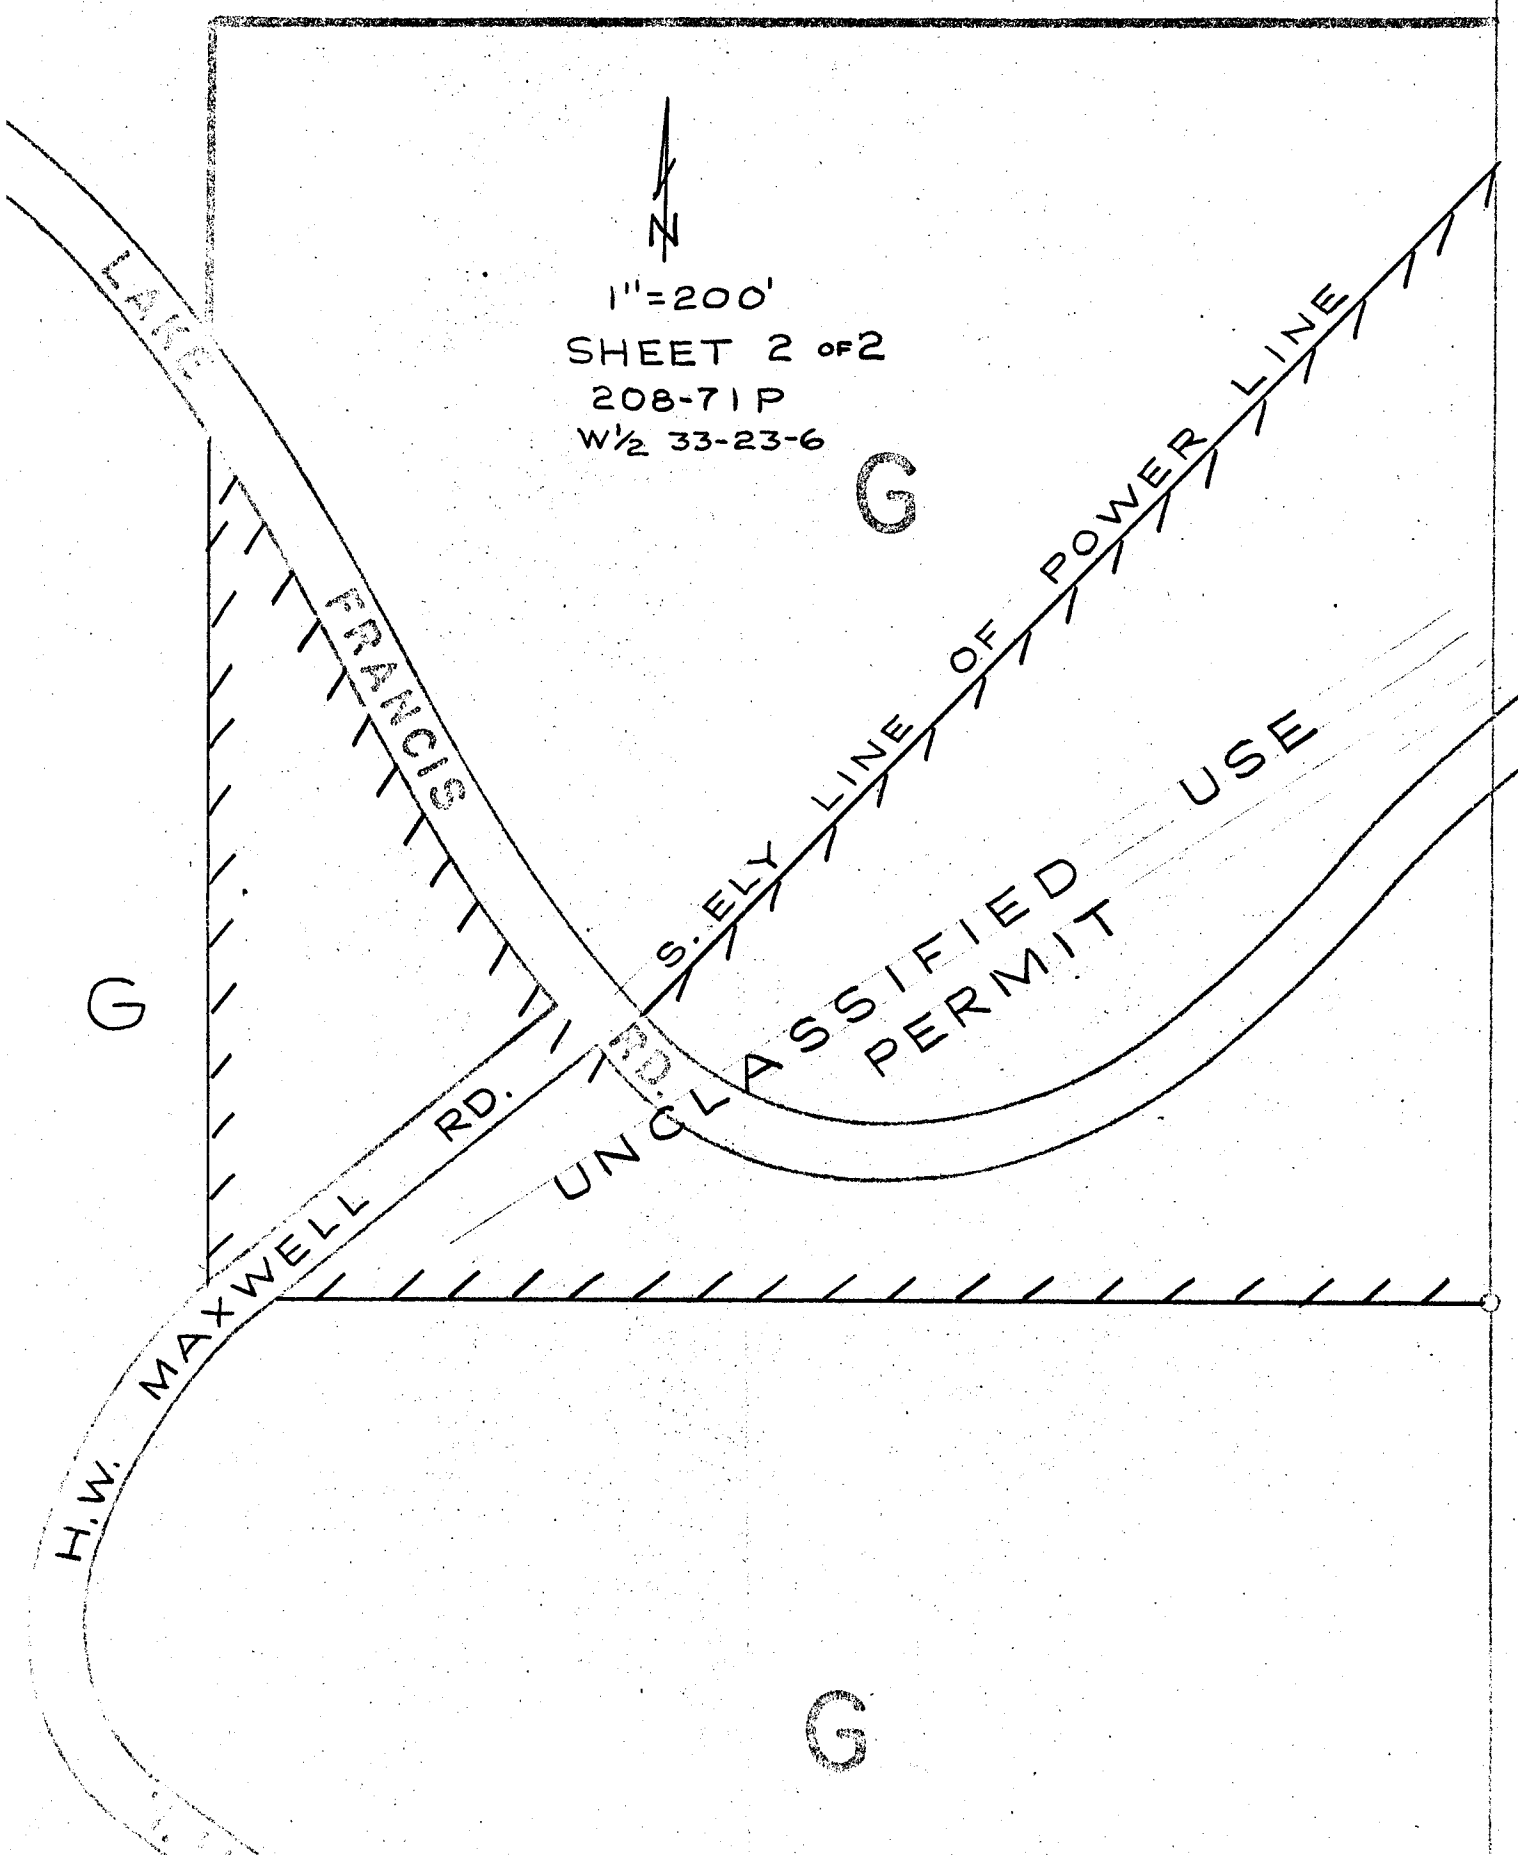 N
1"=200'
SHEET 2 OF 2
208-71 P
W½ 33-23-6
LAKE FRANCIS RD.
G
S. ELY LINE OF POWER LINE
UNCLASSIFIED USE
PERMIT
G
H.W. MAXWELL RD.
G